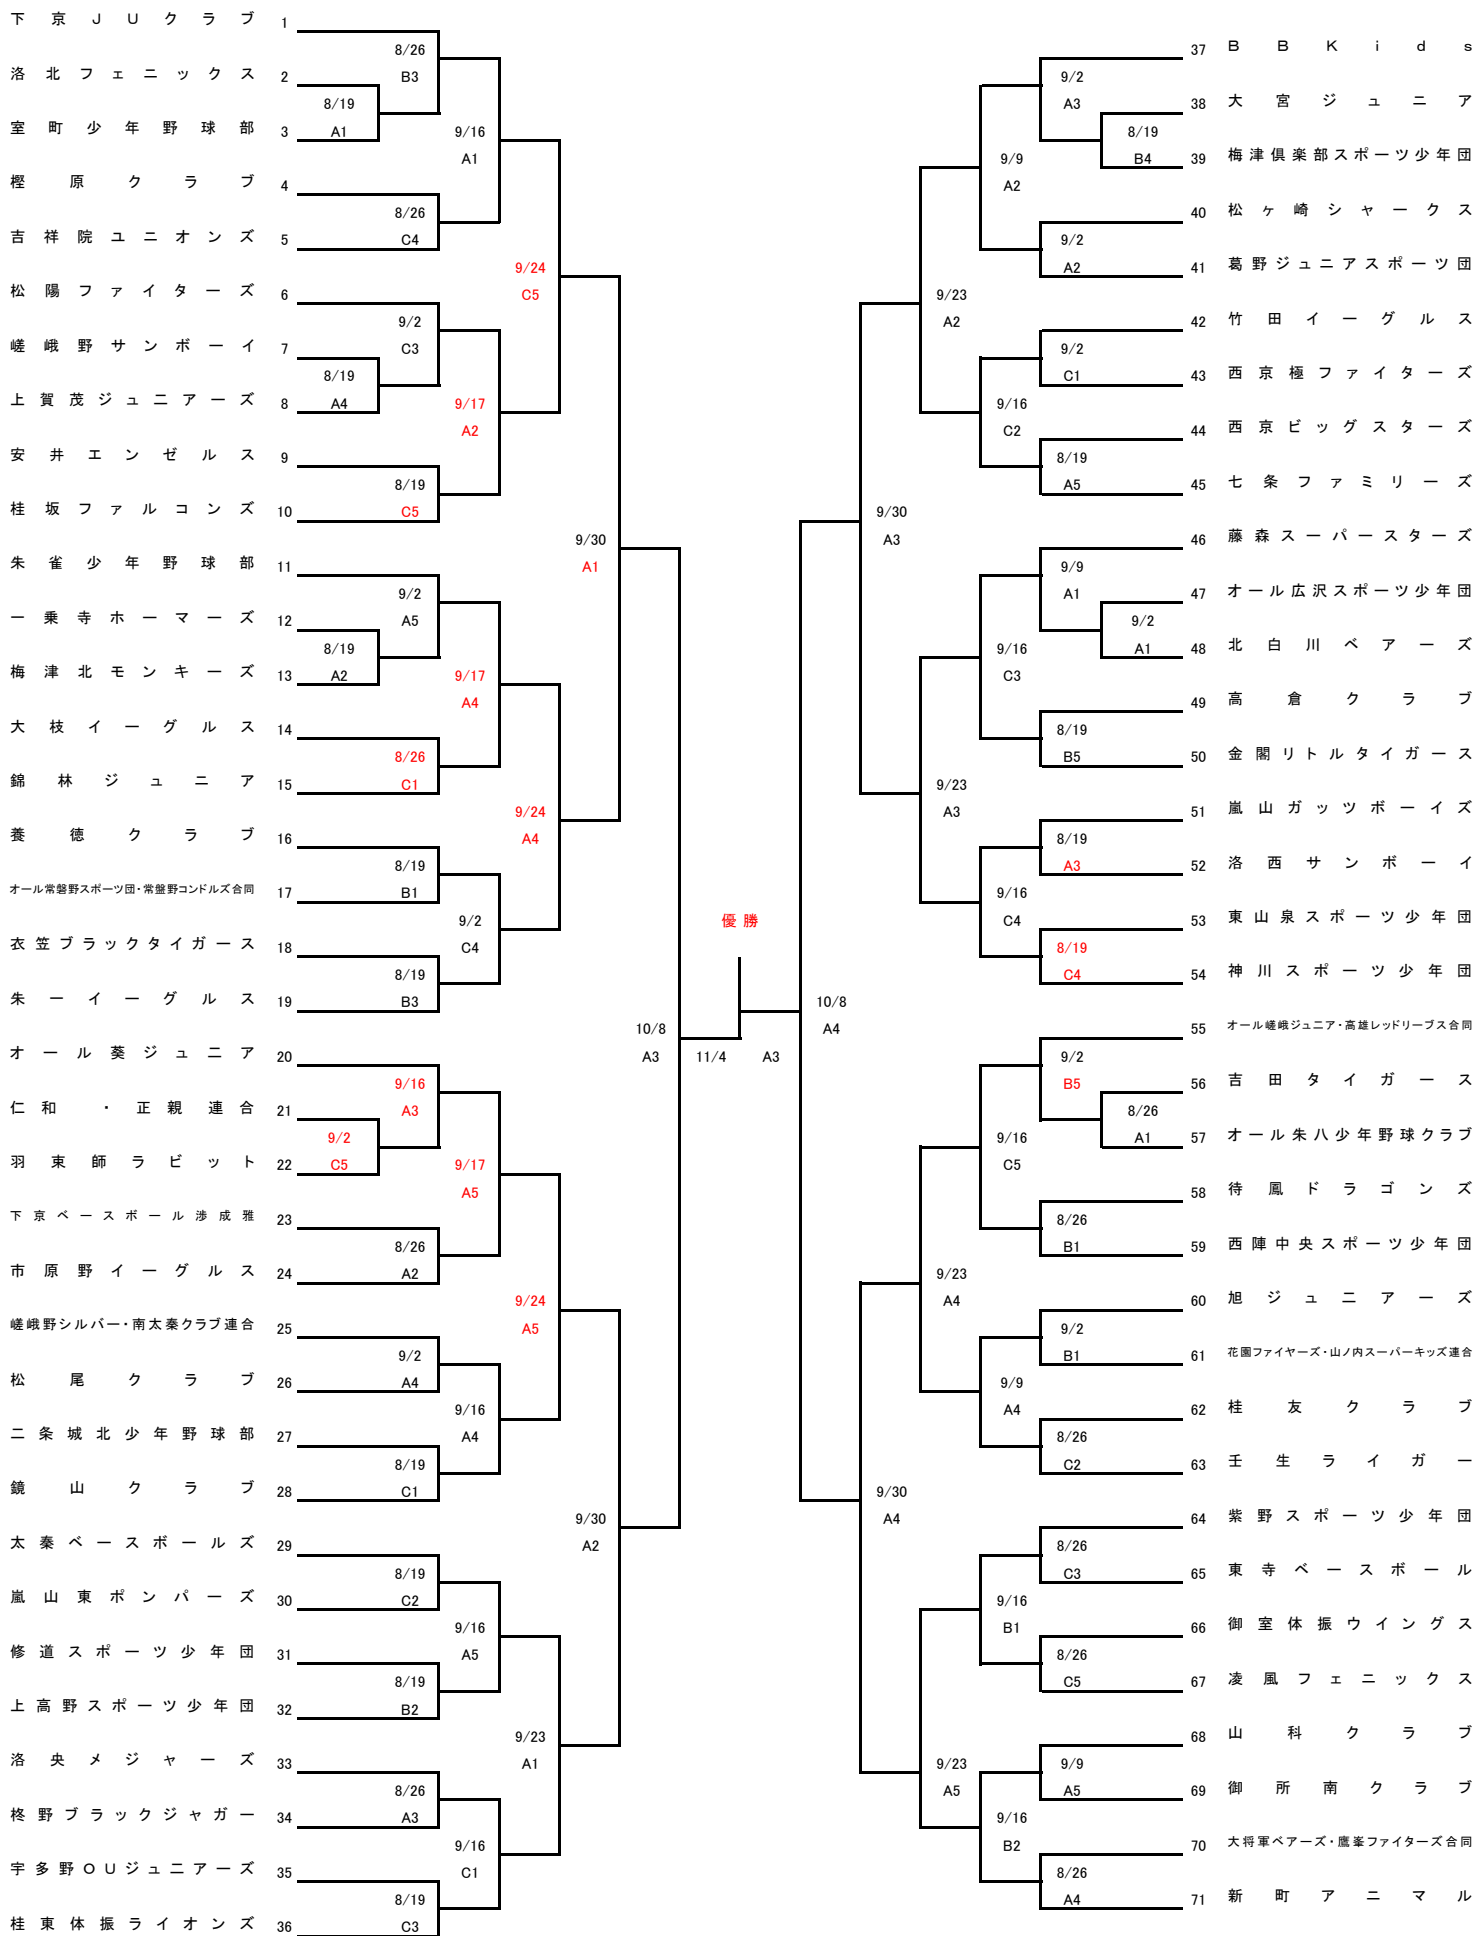 下京JUクラブ 1
洛北フェニックス 2
室町少年野球部 3
樫原クラブ 4
吉祥院ユニオンズ 5
松陽ファイターズ 6
嵯峨野サンボーイ 7
上賀茂ジュニアーズ 8
安井エンゼルス 9
桂坂ファルコンズ 10
朱雀少年野球部 11
一乗寺ホーマーズ 12
梅津北モンキーズ 13
大枝イーグルス 14
錦林ジュニア 15
養徳クラブ 16
オール常磐野スポーツ団・常盤野コンドルズ合同 17
衣笠ブラックタイガース 18
朱一イーグルス 19
オール葵ジュニア 20
仁和・正親連合 21
羽束師ラビット 22
下京ベースボール渉成雅 23
市原野イーグルス 24
嵯峨野シルバー・南太秦クラブ連合 25
松尾クラブ 26
二条城北少年野球部 27
鏡山クラブ 28
太秦ベースボールズ 29
嵐山東ポンパーズ 30
修道スポーツ少年団 31
上高野スポーツ少年団 32
洛央メジャーズ 33
柊野ブラックジャガー 34
宇多野OUジュニアーズ 35
桂東体振ライオンズ 36
8/19
A1
8/19
A4
8/19
A2
9/2
C5
8/26
B3
8/26
C4
9/2
C3
8/19
C5
9/2
A5
8/26
C1
8/19
B1
8/19
B3
9/16
A3
8/26
A2
9/2
A4
8/19
C1
8/19
C2
8/19
B2
8/26
A3
8/19
C3
9/16
A1
9/17
A2
9/17
A4
9/2
C4
9/17
A5
9/16
A4
9/16
A5
9/16
C1
9/24
C5
9/24
A4
9/24
A5
9/23
A1
9/30
A1
9/30
A2
10/8
A3
優勝
11/4 A3
10/8
A4
9/30
A3
9/30
A4
9/23
A2
9/23
A3
9/23
A4
9/23
A5
9/9
A2
9/16
C2
9/16
C3
9/16
C4
9/16
C5
9/9
A4
9/16
B1
9/16
B2
9/2
A3
9/2
A2
9/2
C1
8/19
A5
9/9
A1
8/19
B5
8/19
A3
8/19
C4
9/2
B5
8/26
B1
9/2
B1
8/26
C2
8/26
C3
8/26
C5
9/9
A5
8/26
A4
8/19
B4
9/2
A1
8/26
A1
37 BBKids
38 大宮ジュニア
39 梅津倶楽部スポーツ少年団
40 松ヶ崎シャークス
41 葛野ジュニアスポーツ団
42 竹田イーグルス
43 西京極ファイターズ
44 西京ビッグスターズ
45 七条ファミリーズ
46 藤森スーパースターズ
47 オール広沢スポーツ少年団
48 北白川ベアーズ
49 高倉クラブ
50 金閣リトルタイガース
51 嵐山ガッツボーイズ
52 洛西サンボーイ
53 東山泉スポーツ少年団
54 神川スポーツ少年団
55 オール嵯峨ジュニア・高雄レッドリーブス合同
56 吉田タイガース
57 オール朱八少年野球クラブ
58 待鳳ドラゴンズ
59 西陣中央スポーツ少年団
60 旭ジュニアーズ
61 花園ファイヤーズ・山ノ内スーパーキッズ連合
62 桂友クラブ
63 壬生ライガー
64 紫野スポーツ少年団
65 東寺ベースボール
66 御室体振ウイングス
67 凌風フェニックス
68 山科クラブ
69 御所南クラブ
70 大将軍ベアーズ・鷹峯ファイターズ合同
71 新町アニマル